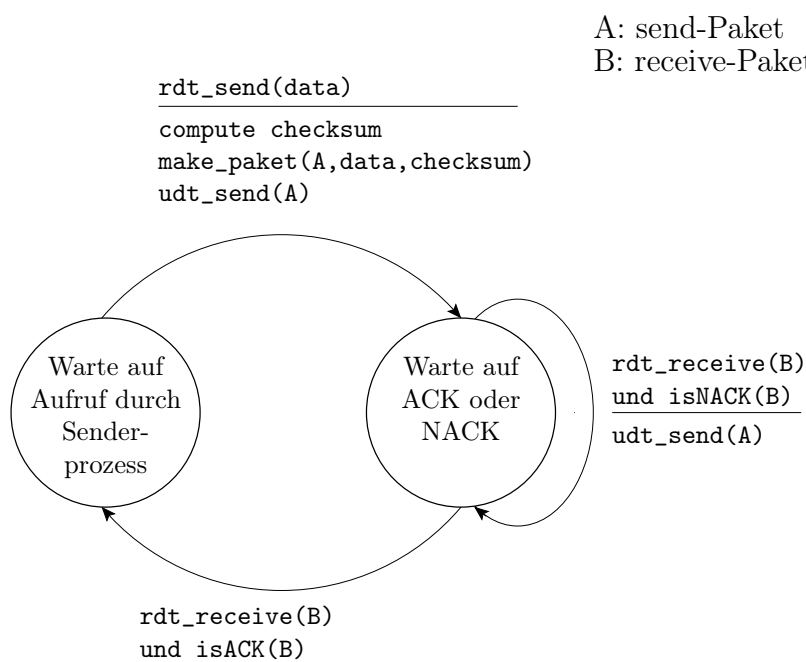 A: send-Paket
B: receive-Paket
rdt_send(data)
compute checksum
make_paket(A,data,checksum)
udt_send(A)
Warte auf
Aufruf durch
Sender-
prozess
Warte auf
ACK oder
NACK
rdt_receive(B)
und isNACK(B)
udt_send(A)
rdt_receive(B)
und isACK(B)